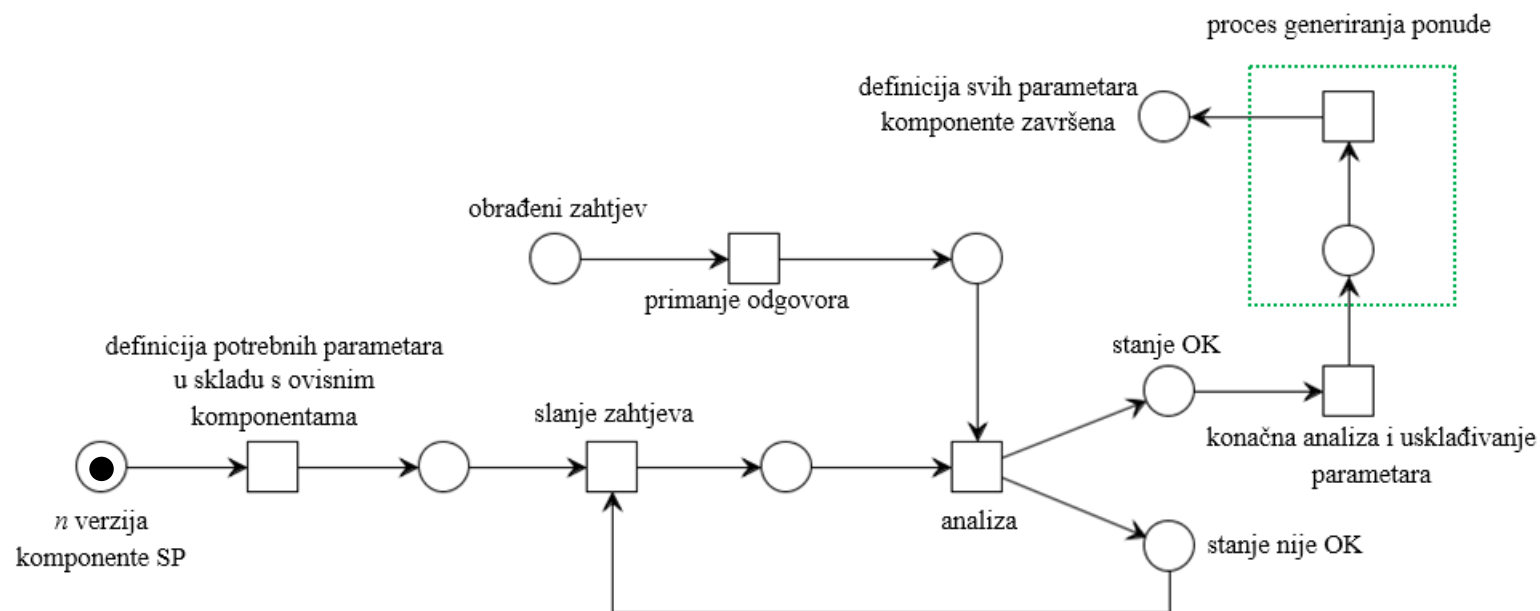 proces generiranja ponude
definicija svih parametara
komponente završena
obrađeni zahtjev
primanje odgovora
definicija potrebnih parametara
u skladu s ovisnim
komponentama
slanje zahtjeva
stanje OK
konačna analiza i usklađivanje
parametara
analiza
n verzija
komponente SP
stanje nije OK